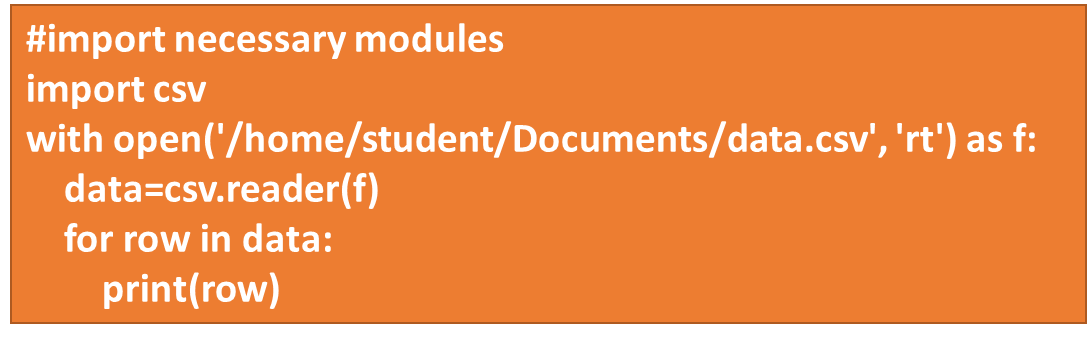 #import necessary modules
import csv
with open('/home/student/Documents/data.csv', 'rt') as f:
    data=csv.reader(f)
    for row in data:
        print(row)